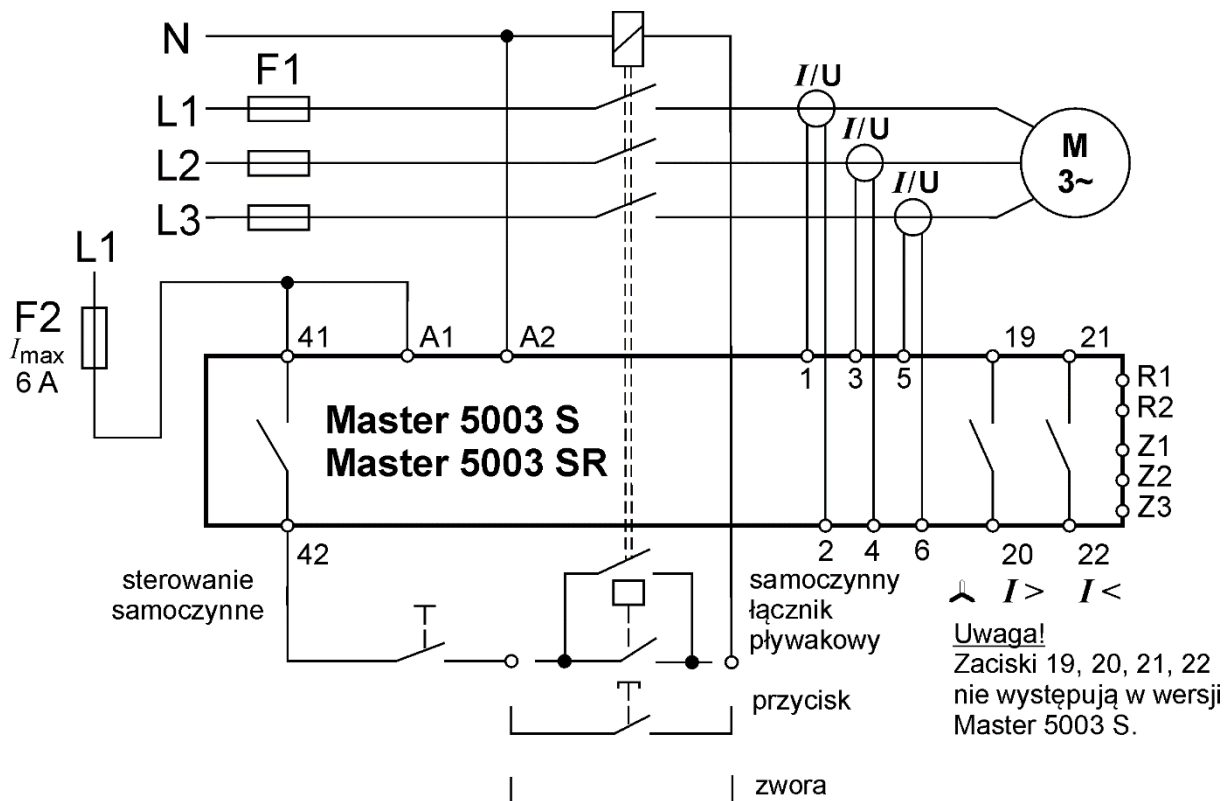 N
F1
L1
L2
L3
I/U
I/U
I/U
M
3~
L1
F2
Imax
6 A
41
A1
A2
1
3
5
19
21
R1
R2
Z1
Z2
Z3
Master 5003 S
Master 5003 SR
42
2
4
6
20
22
I >
I <
sterowanie
samoczynne
samoczynny
łącznik
pływakowy
przycisk
zwora
Uwaga!
Zaciski 19, 20, 21, 22
nie występują w wersji
Master 5003 S.